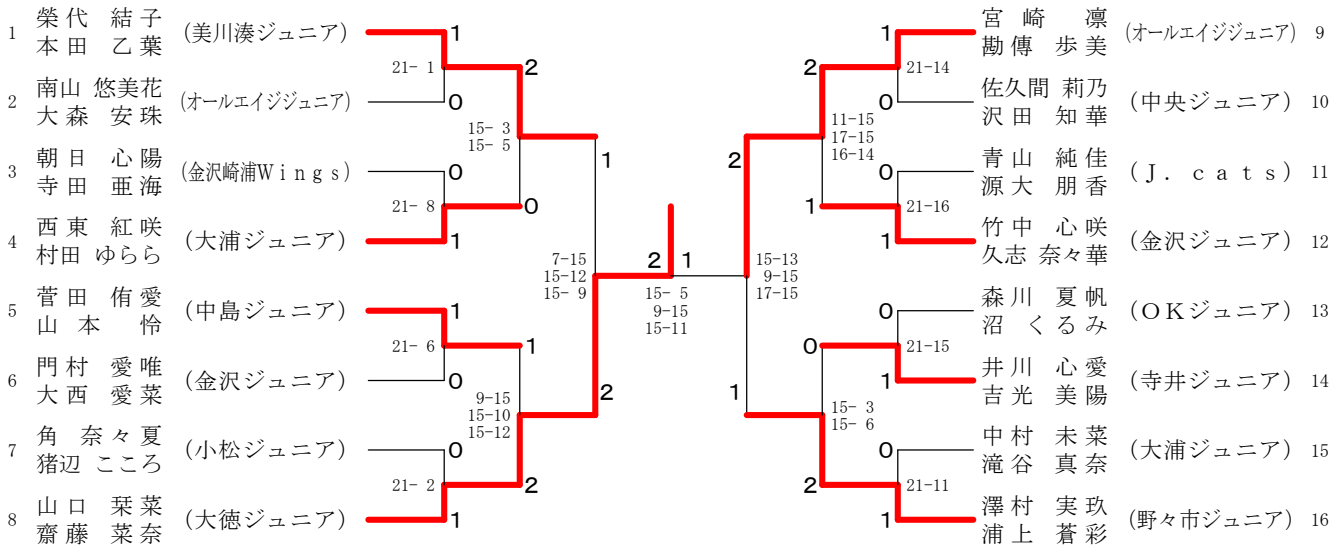 1 榮代 結子
本田 乙葉
(美川湊ジュニア)
1
21- 1
2 南山 悠美花
大森 安珠
(オールエイジジュニア)
0
2
15- 3
15- 5
3 朝日 心陽
寺田 亜海
(金沢崎浦Wings)
0
21- 8
0
4 西東 紅咲
村田 ゆらら
(大浦ジュニア)
1
1
7-15
15-12
15- 9
5 菅田 侑愛
山本 怜
(中島ジュニア)
1
21- 6
1
6 門村 愛唯
大西 愛菜
(金沢ジュニア)
0
9-15
15-10
15-12
2
7 角 奈々夏
猪辺 こころ
(小松ジュニア)
0
21- 2
2
8 山口 栞菜
齋藤 菜奈
(大徳ジュニア)
1
2 1
15- 5
9-15
15-11
宮崎 凛
勘傳 歩美
(オールエイジジュニア) 9
1
21-14
2
佐久間 莉乃
沢田 知華
(中央ジュニア) 10
0
11-15
17-15
16-14
2
青山 純佳
源大 朋香
(J. cats) 11
0
21-16
1
竹中 心咲
久志 奈々華
(金沢ジュニア) 12
1
15-13
9-15
17-15
森川 夏帆
沼 くるみ
(OKジュニア) 13
0
21-15
0
井川 心愛
吉光 美陽
(寺井ジュニア) 14
1
1
15- 3
15- 6
中村 未菜
滝谷 真奈
(大浦ジュニア) 15
0
21-11
2
澤村 実玖
浦上 蒼彩
(野々市ジュニア) 16
1